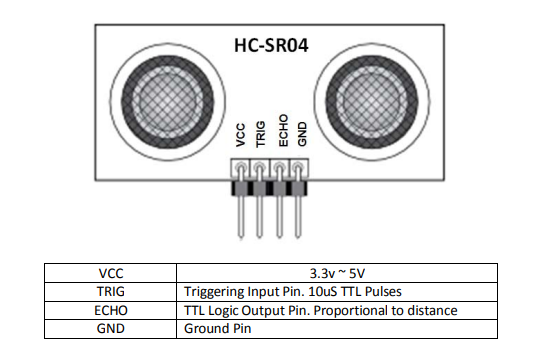 HC-SR04
VCC
TRIG
ECHO
GND
VCC 3.3v ~ 5V
TRIG Triggering Input Pin. 10uS TTL Pulses
ECHO TTL Logic Output Pin. Proportional to distance
GND Ground Pin